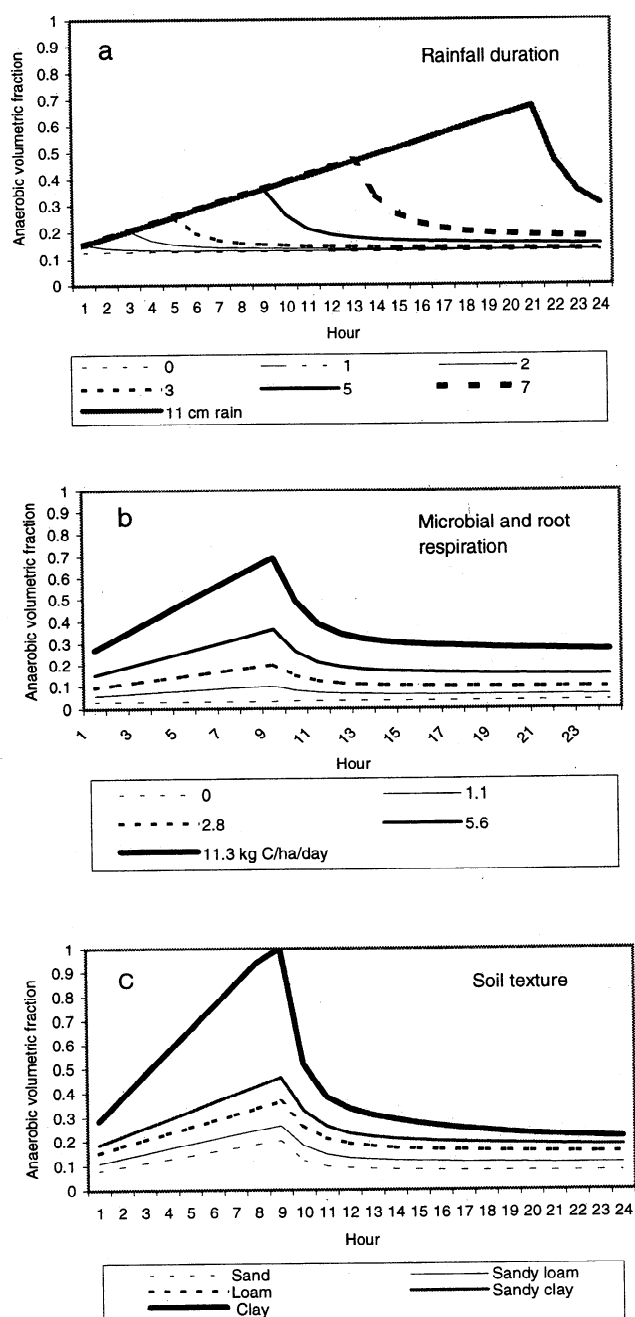 a
Rainfall duration
Anaerobic volumetric fraction
1
0.9
0.8
0.7
0.6
0.5
0.4
0.3
0.2
0.1
0
1 2 3 4 5 6 7 8 9 10 11 12 13 14 15 16 17 18 19 20 21 22 23 24
Hour
0 1 2
3 5 7
11 cm rain
b
Microbial and root
respiration
Anaerobic volumetric fraction
1
0.9
0.8
0.7
0.6
0.5
0.4
0.3
0.2
0.1
0
1 3 5 7 9 11 13 15 17 19 21 23
Hour
0 1.1
2.8 5.6
11.3 kg C/ha/day
C
Soil texture
Anaerobic volumetric fraction
1
0.9
0.8
0.7
0.6
0.5
0.4
0.3
0.2
0.1
0
1 2 3 4 5 6 7 8 9 10 11 12 13 14 15 16 17 18 19 20 21 22 23 24
Hour
Sand Sandy loam
Loam Sandy clay
Clay